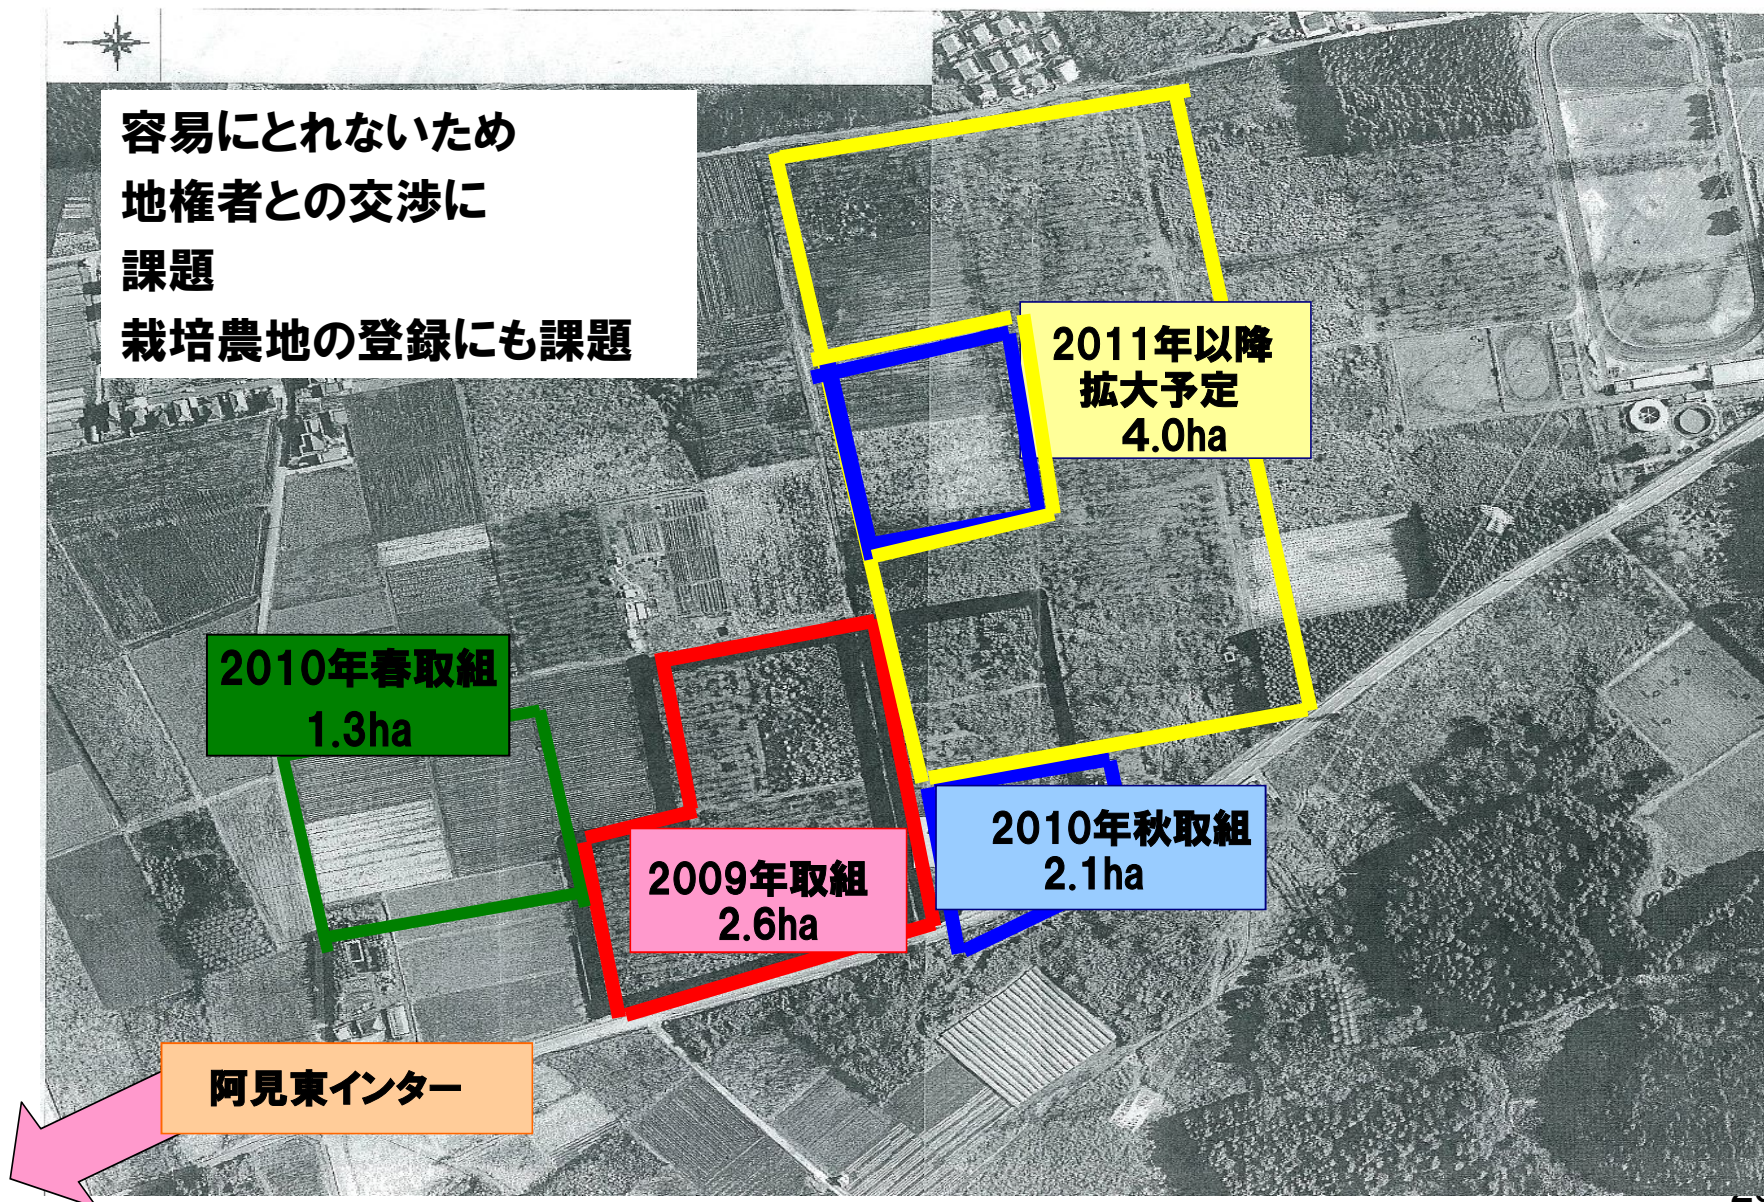 容易にとれないため
地権者との交渉に
課題
栽培農地の登録にも課題
2011年以降
拡大予定
4.0ha
2010年春取組
1.3ha
2009年取組
2.6ha
2010年秋取組
2.1ha
阿見東インター